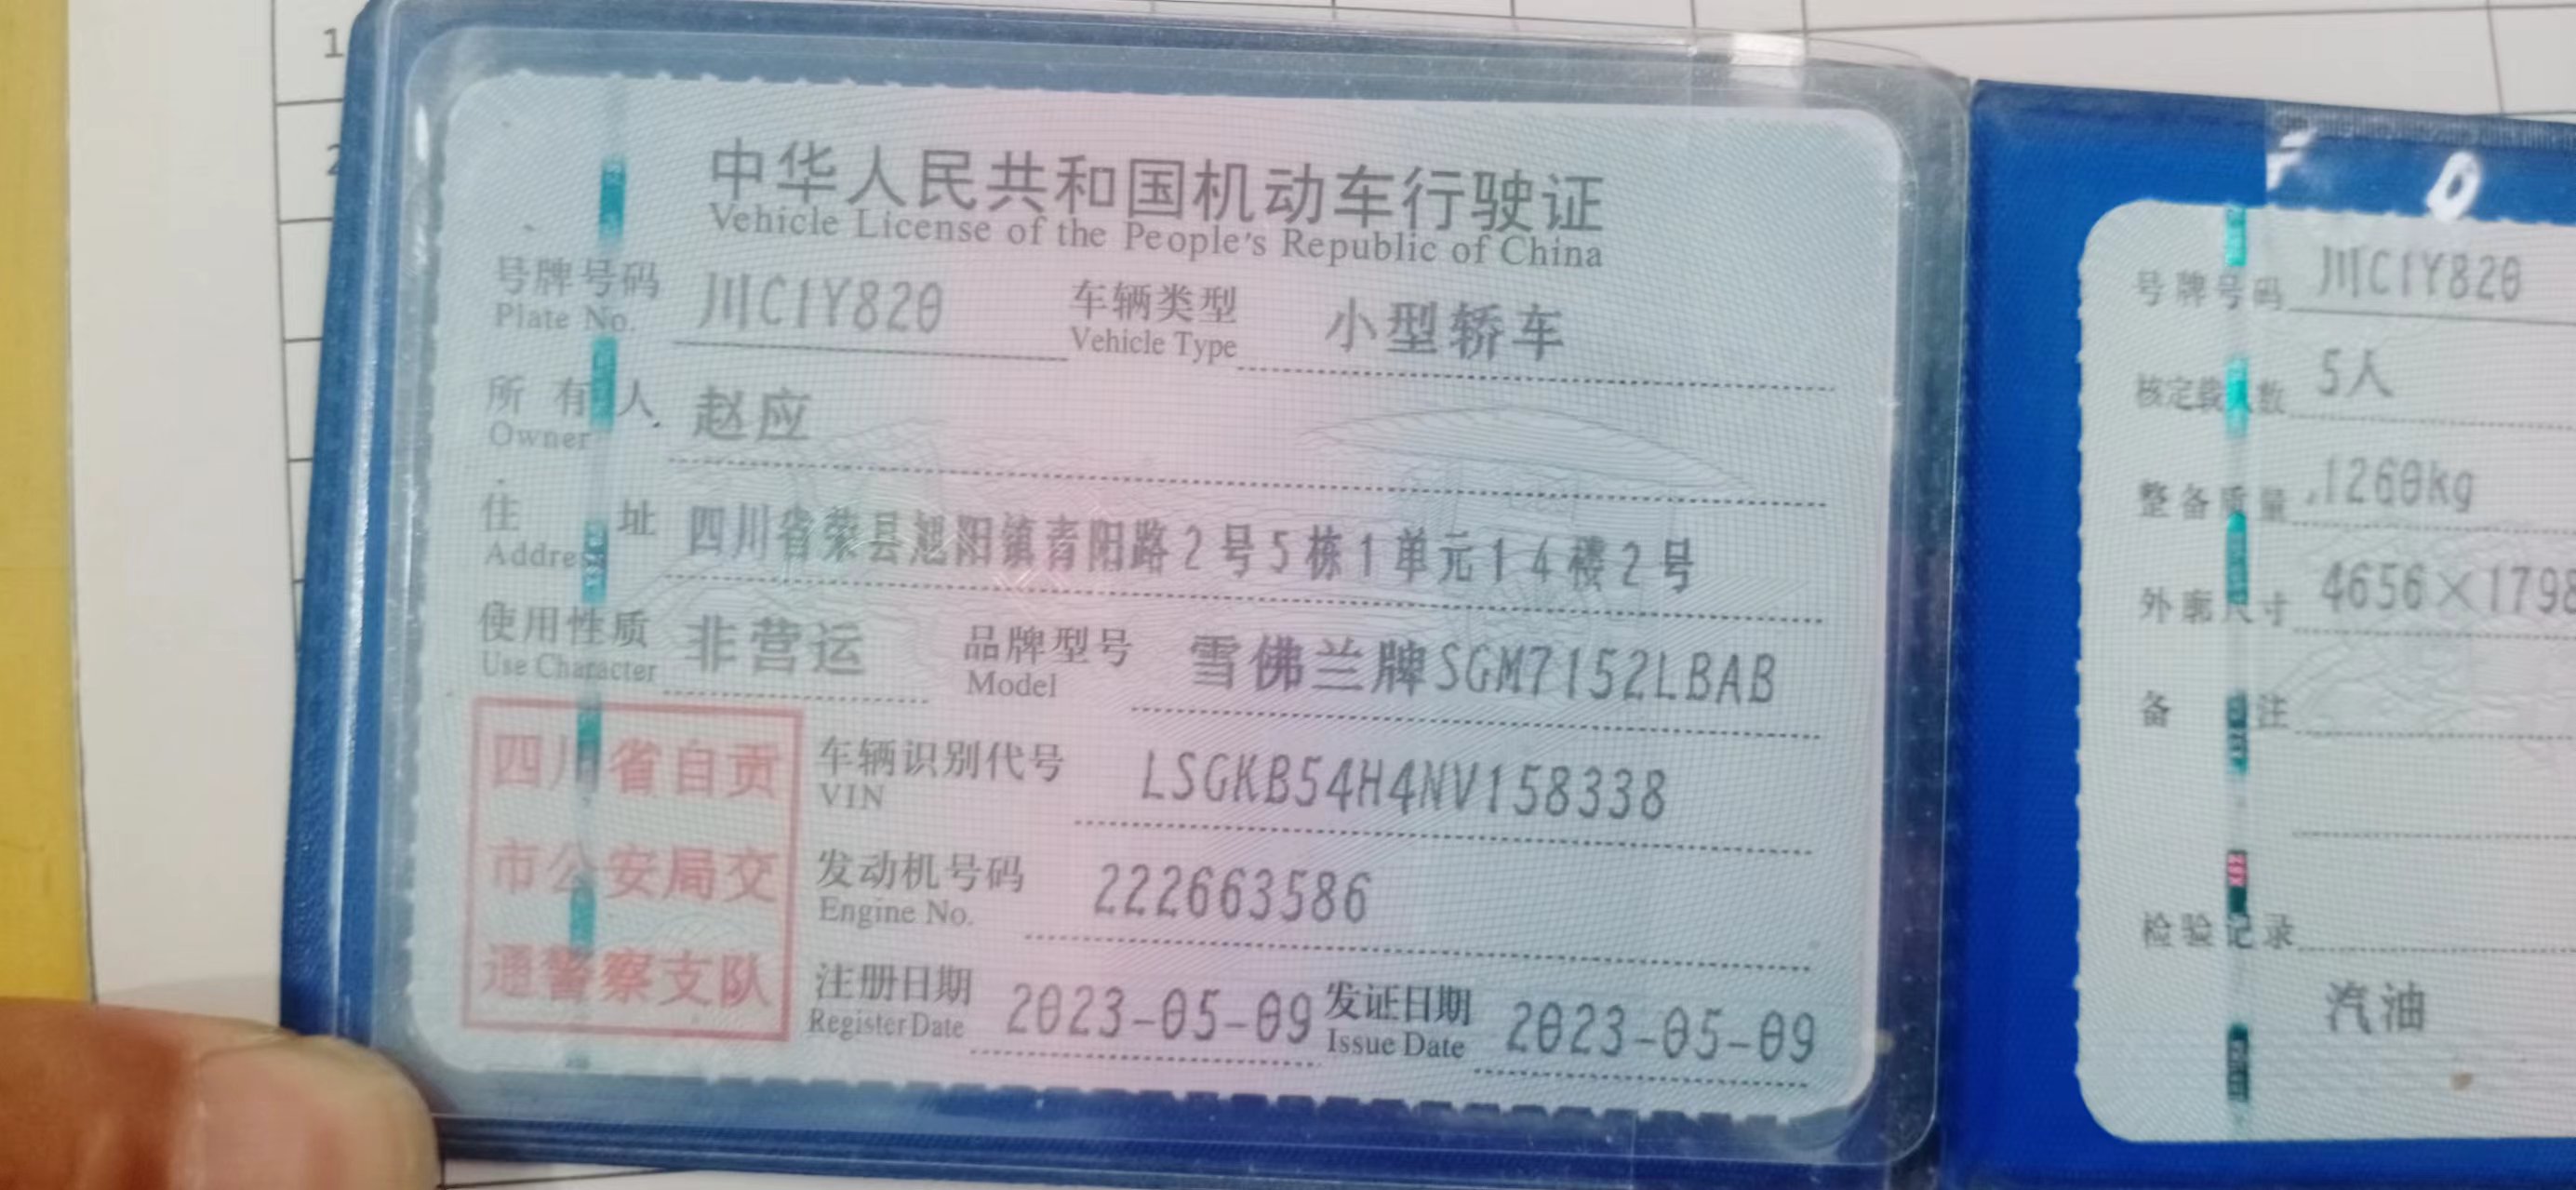 1
2
中华人民共和国机动车行驶证
Vehicle License of the People's Republic of China
号牌号码 川C1Y820 车辆类型 小型轿车
Plate No. Vehicle Type
所有人 赵应
Owner
住址 四川省荣县旭阳镇青阳路2号5栋1单元14楼2号
Address
使用性质 非营运 品牌型号 雪佛兰牌SGM7152LBAB
Use Character Model
四川省自贡
市公安局交
通警察支队
车辆识别代号 LSGKB54H4NV158338
VIN
发动机号码 222663586
Engine No.
注册日期 2023-05-09 发证日期 2023-05-09
Register Date Issue Date
号牌号码 川C1Y820
核定载人数 5人
整备质量 1260kg
外廓尺寸 4656×1798
备注
检验记录
汽油